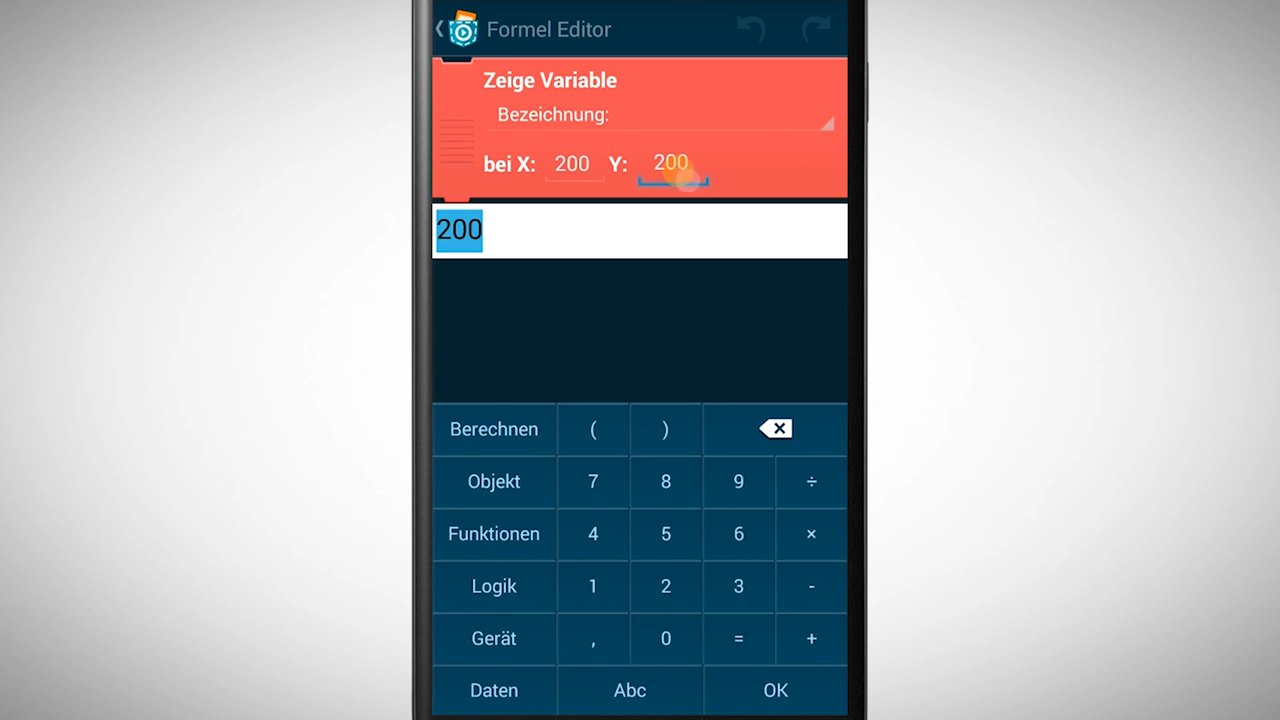 Formel Editor
Zeige Variable
Bezeichnung:
bei X: 200 Y: 200
200
Berechnen ( )
Objekt 7 8 9 ÷
Funktionen 4 5 6 ×
Logik 1 2 3 -
Gerät , 0 = +
Daten Abc OK